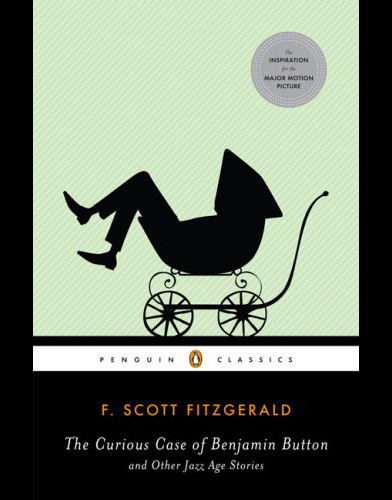 The
INSPIRATION
for the
MAJOR MOTION
PICTURE
PENGUIN CLASSICS
F. SCOTT FITZGERALD
The Curious Case of Benjamin Button
and Other Jazz Age Stories